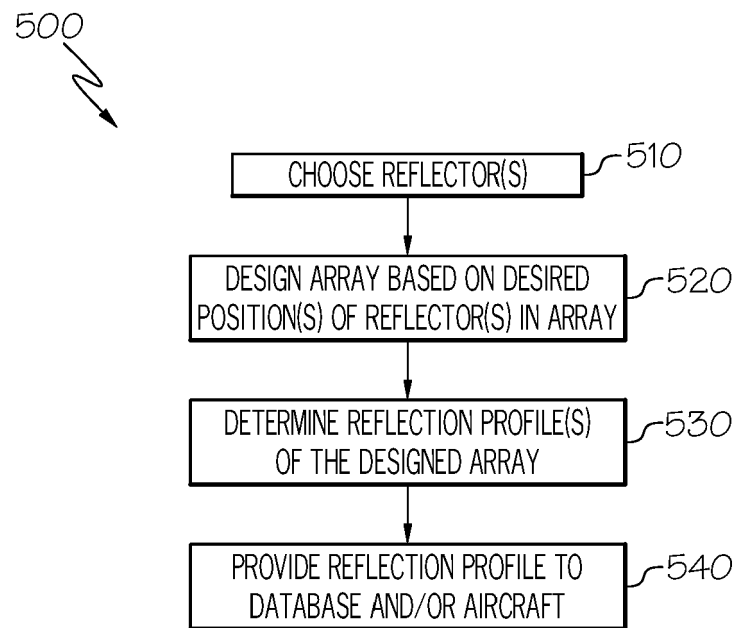 500
CHOOSE REFLECTOR(S)
510
DESIGN ARRAY BASED ON DESIRED
POSITION(S) OF REFLECTOR(S) IN ARRAY
520
DETERMINE REFLECTION PROFILE(S)
OF THE DESIGNED ARRAY
530
PROVIDE REFLECTION PROFILE TO
DATABASE AND/OR AIRCRAFT
540